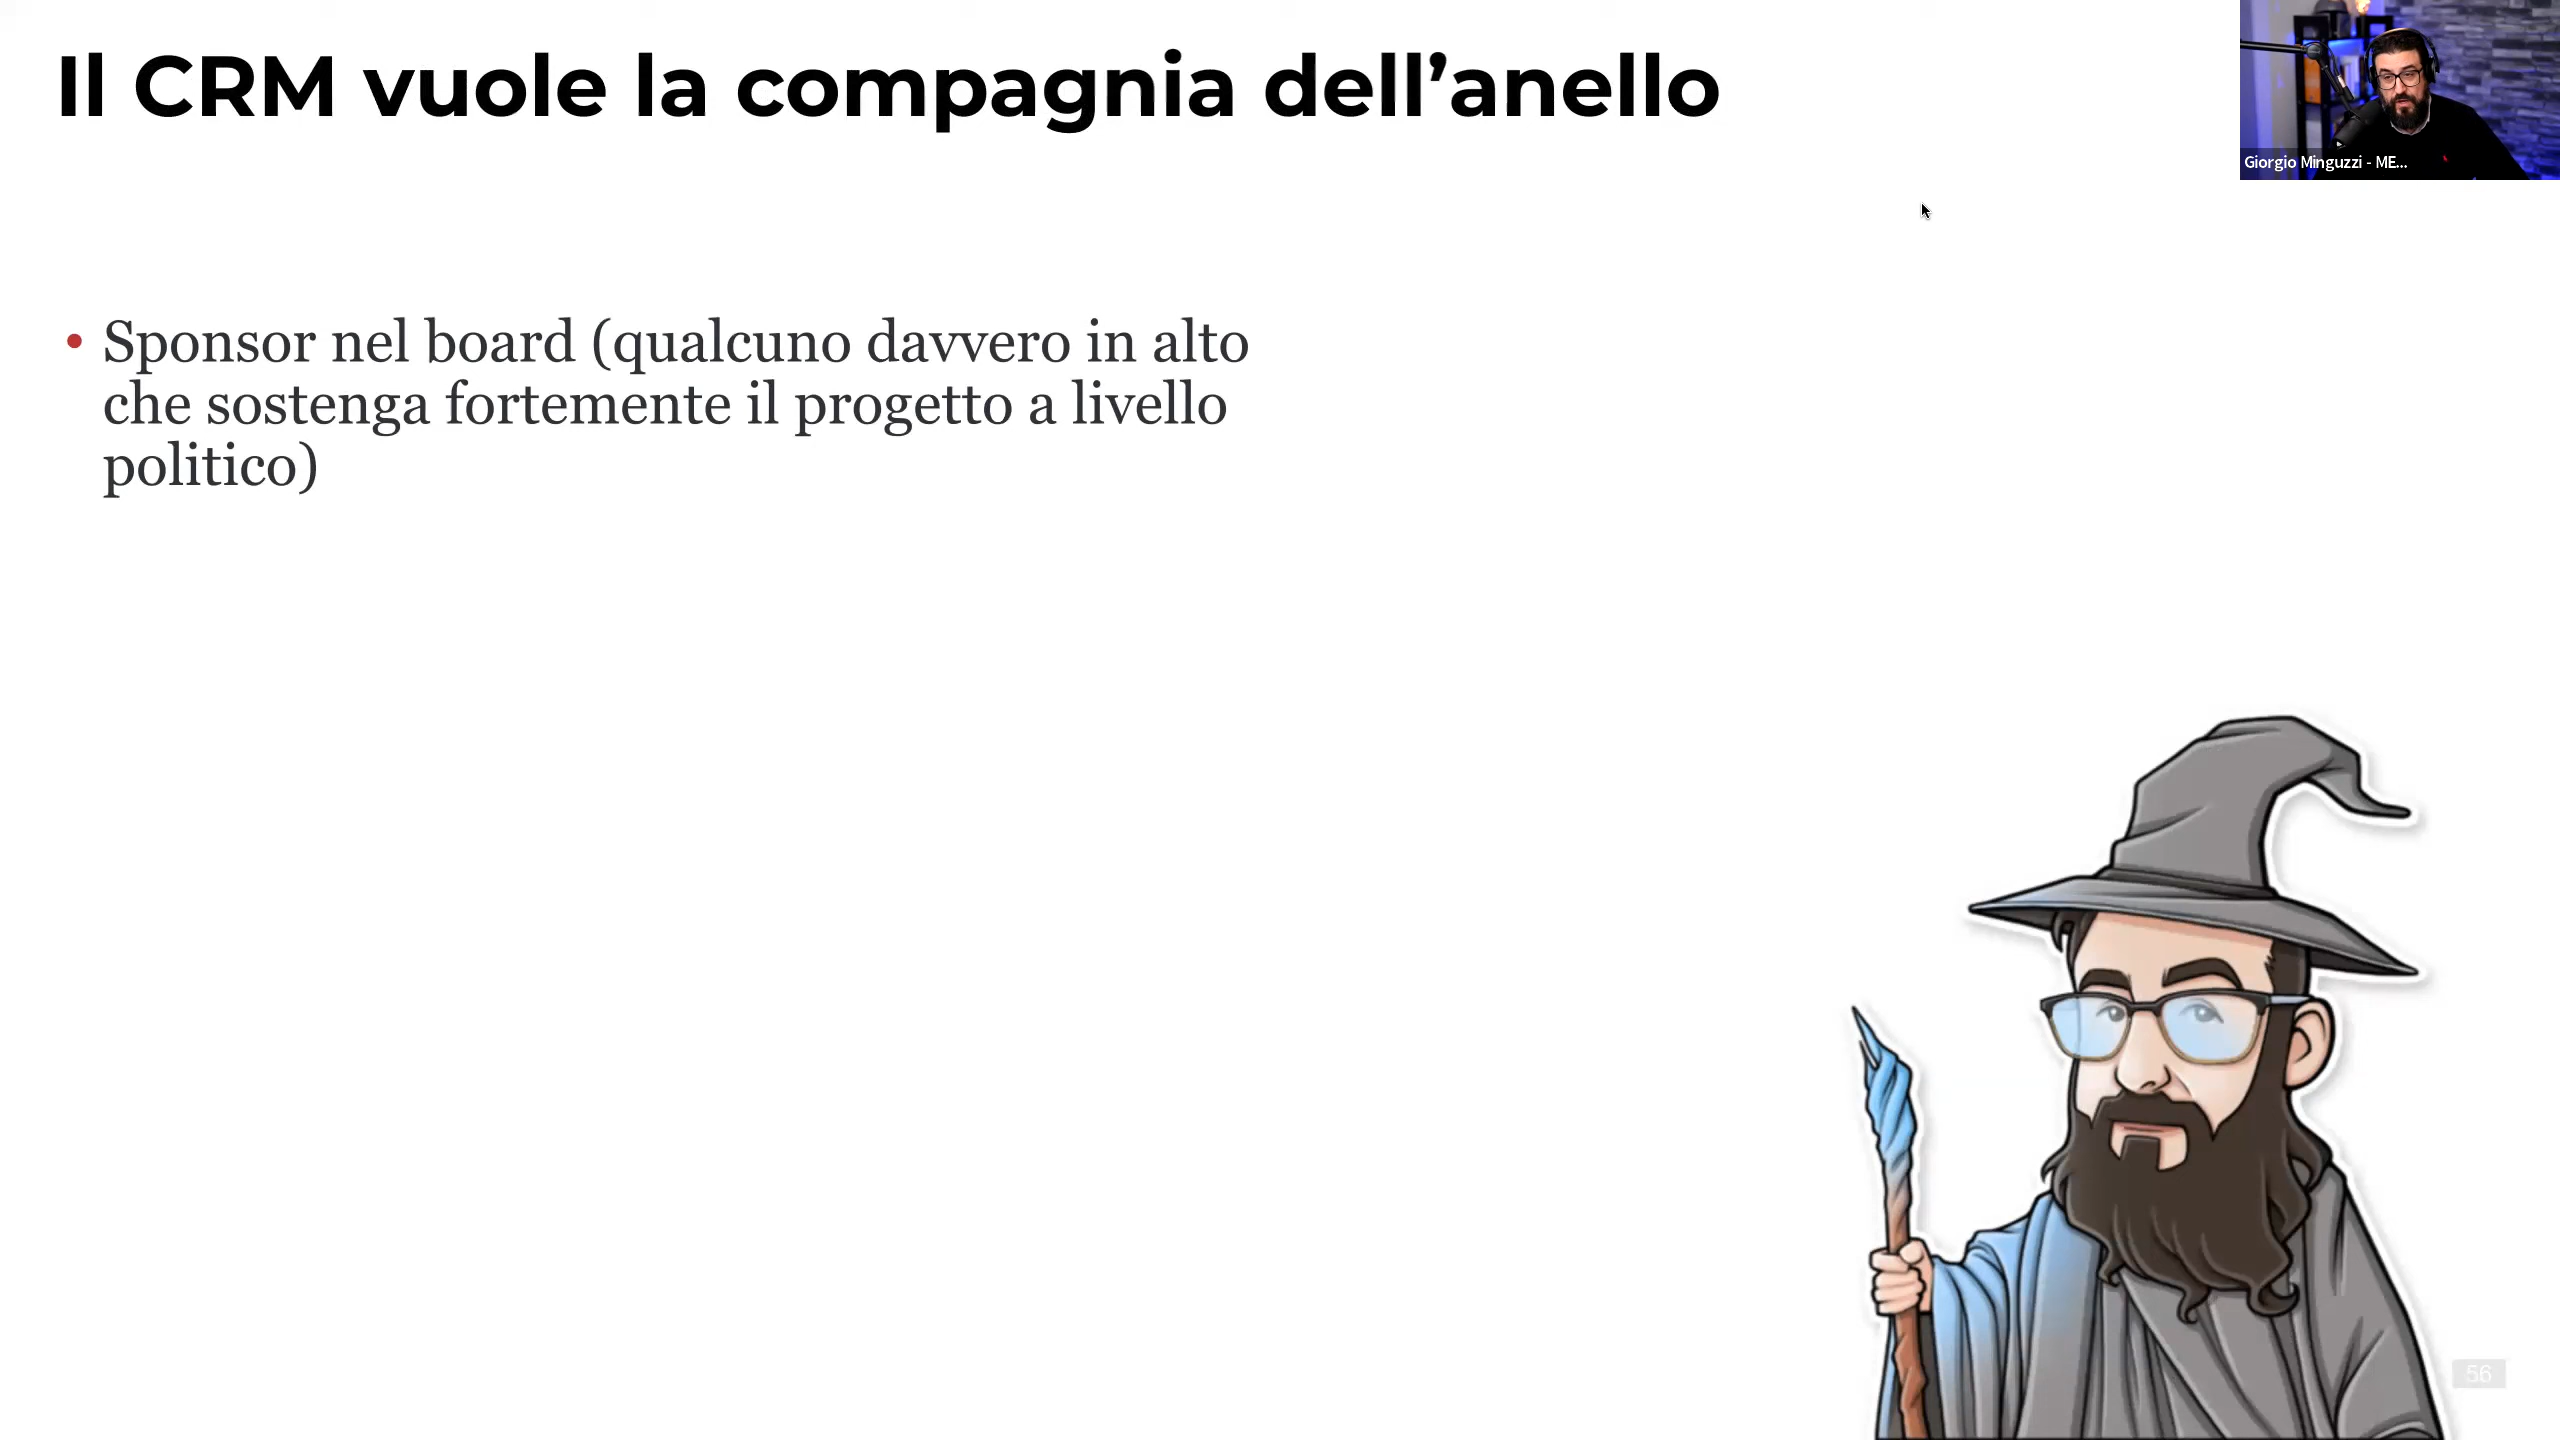 Il CRM vuole la compagnia dell’anello
Giorgio Minguzzi - ME...
• Sponsor nel board (qualcuno davvero in alto
che sostenga fortemente il progetto a livello
politico)
56